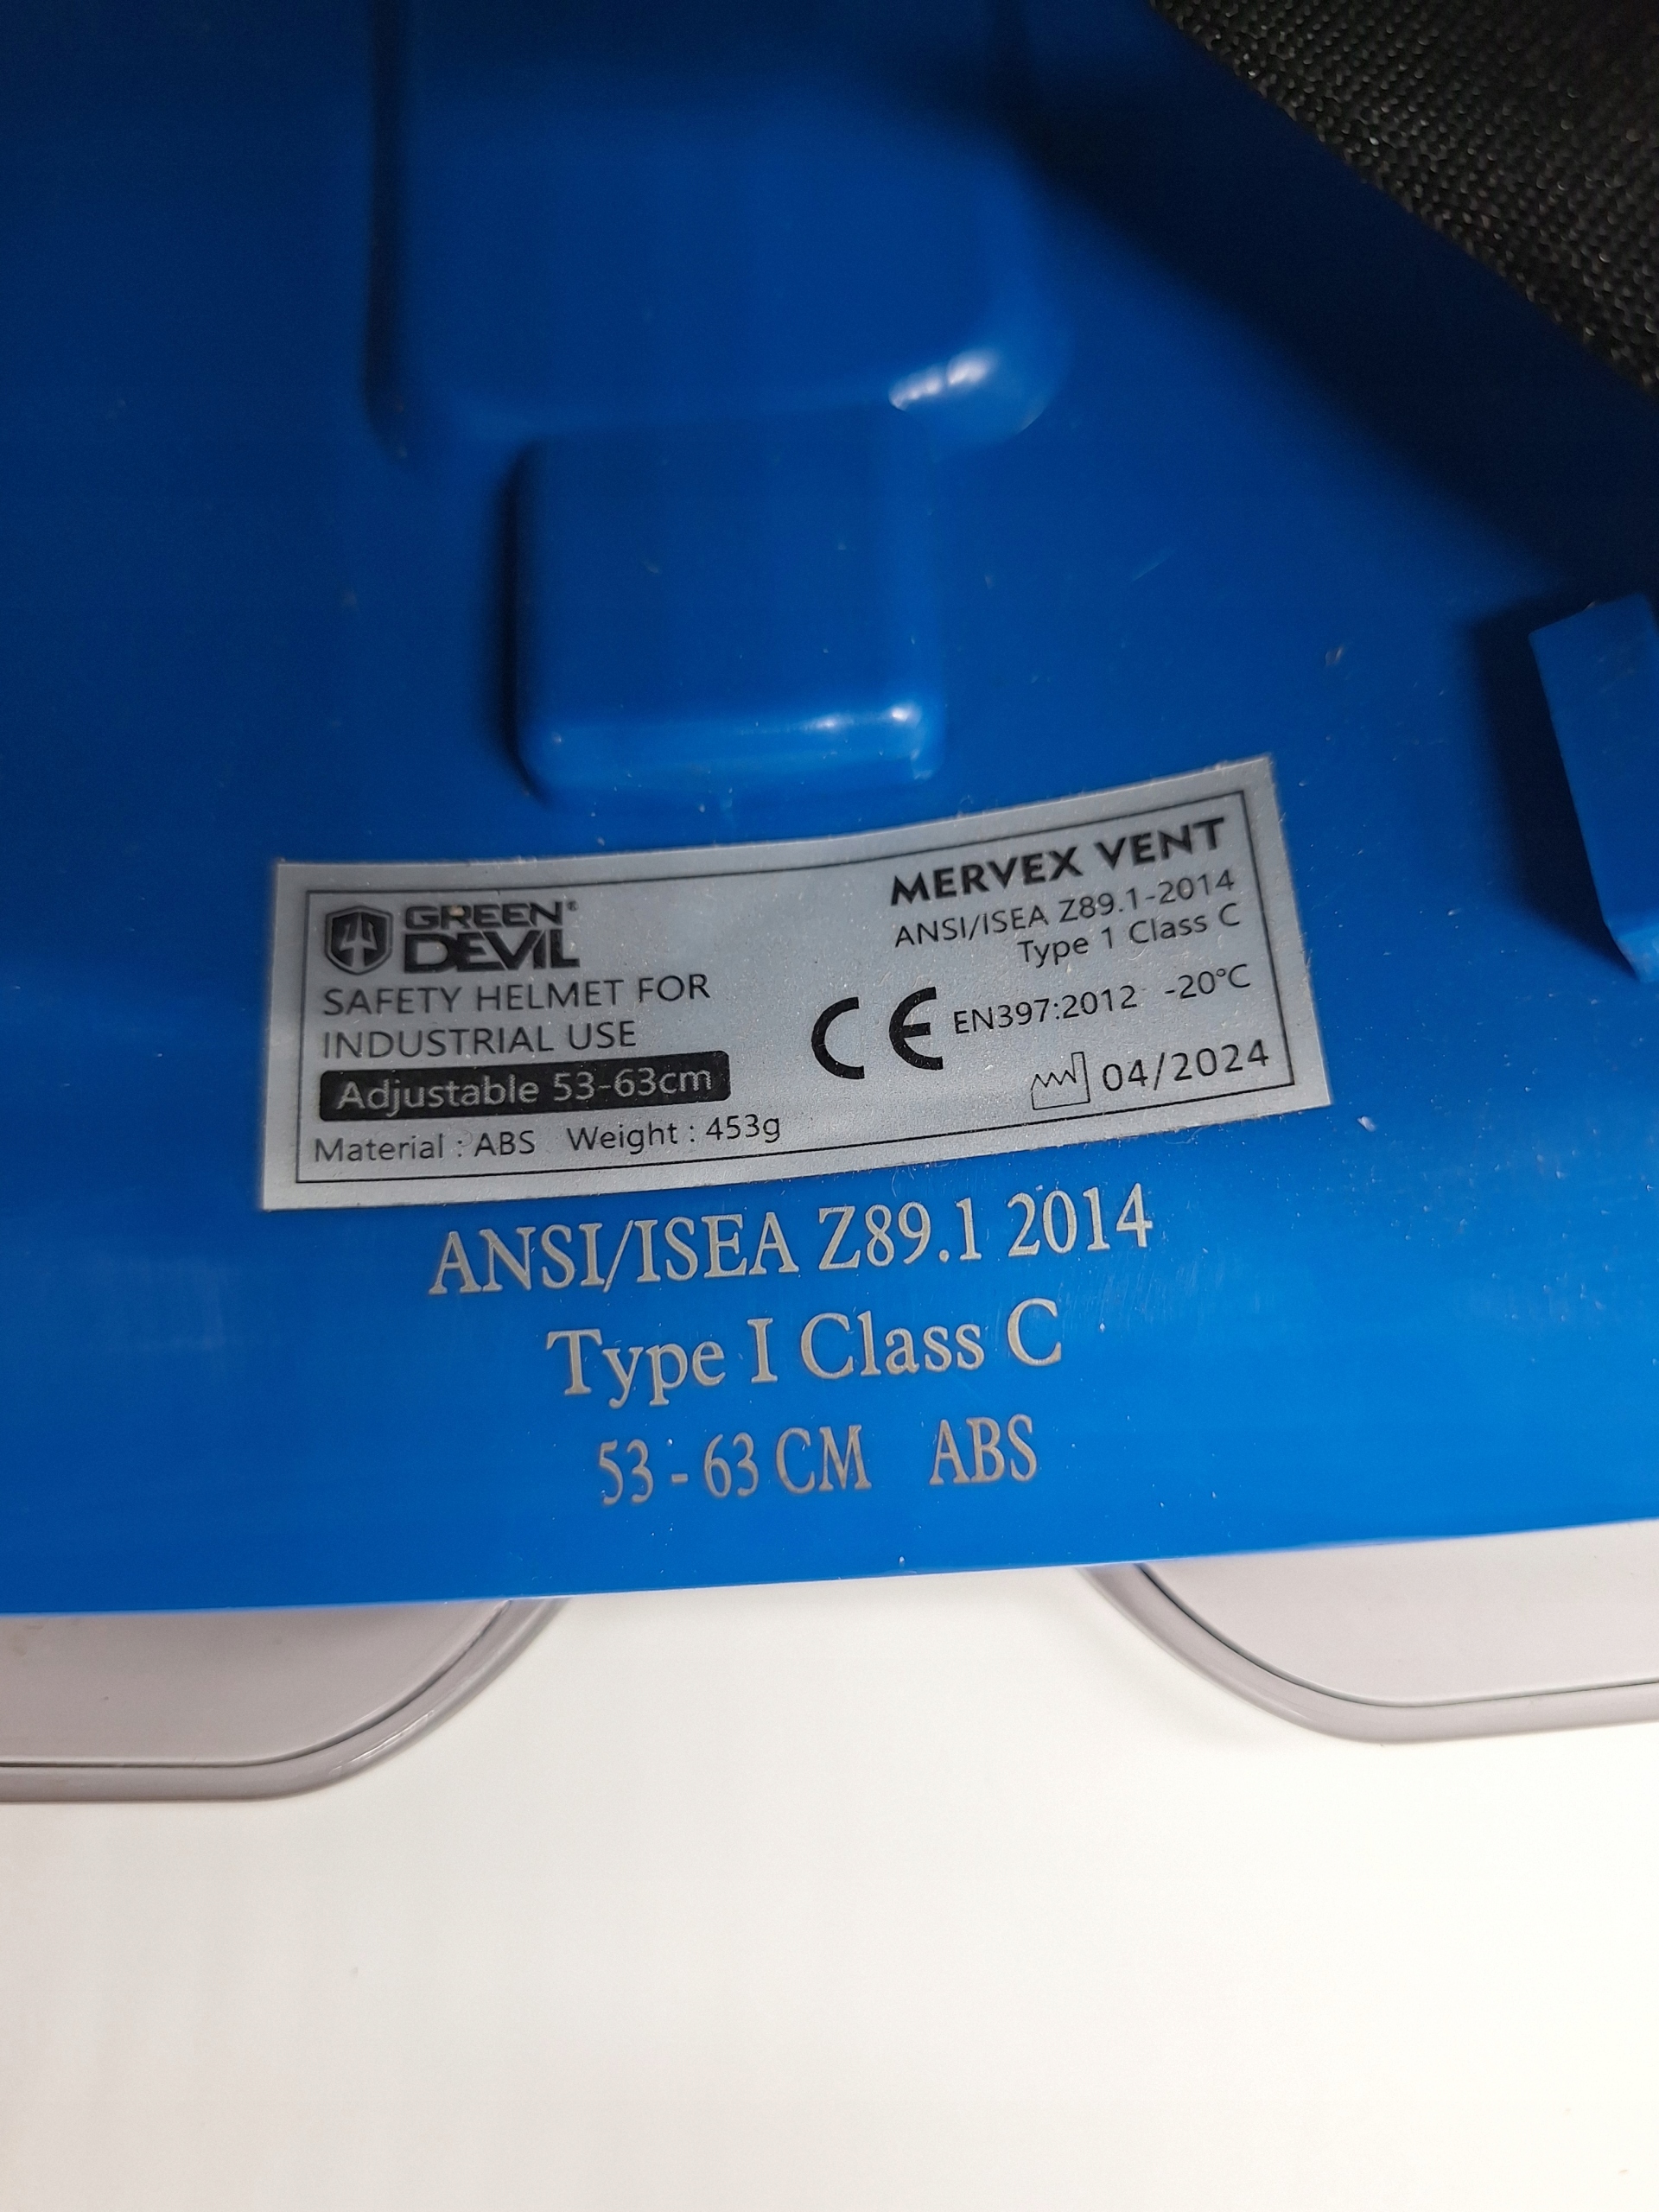 GREEN®
DEVIL
SAFETY HELMET FOR
INDUSTRIAL USE
Adjustable 53-63cm
Material : ABS Weight : 453g
MERVEX VENT
ANSI/ISEA Z89.1-2014
Type 1 Class C
CE EN397:2012 -20°C
04/2024
ANSI/ISEA Z89.1 2014
Type I Class C
53 - 63 CM ABS